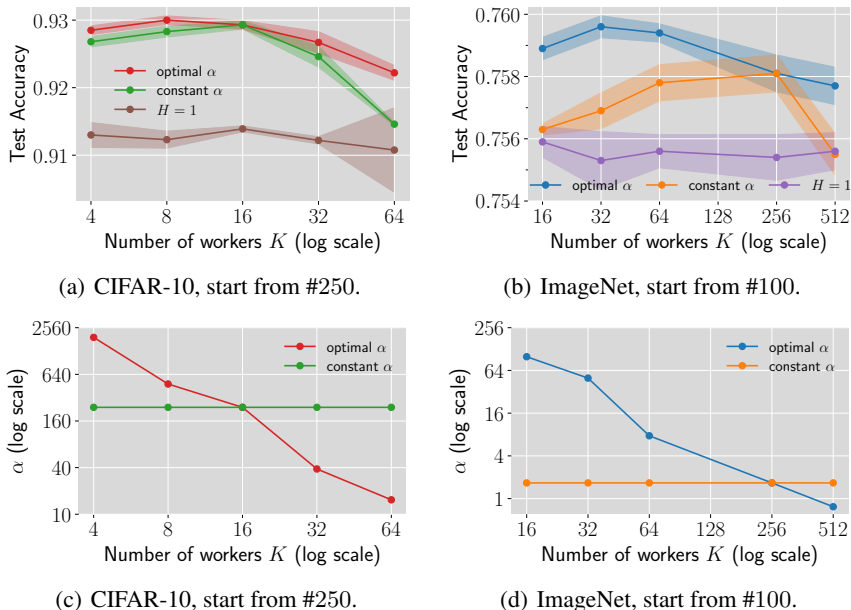 0.93
0.92
0.91
Test Accuracy
optimal α
constant α
H = 1
4 8 16 32 64
Number of workers K (log scale)
(a) CIFAR-10, start from #250.
0.760
0.758
0.756
0.754
Test Accuracy
optimal α constant α H = 1
16 32 64 128 256 512
Number of workers K (log scale)
(b) ImageNet, start from #100.
2560
640
160
40
10
α (log scale)
optimal α
constant α
4 8 16 32 64
Number of workers K (log scale)
(c) CIFAR-10, start from #250.
256
64
16
4
1
α (log scale)
optimal α
constant α
16 32 64 128 256 512
Number of workers K (log scale)
(d) ImageNet, start from #100.